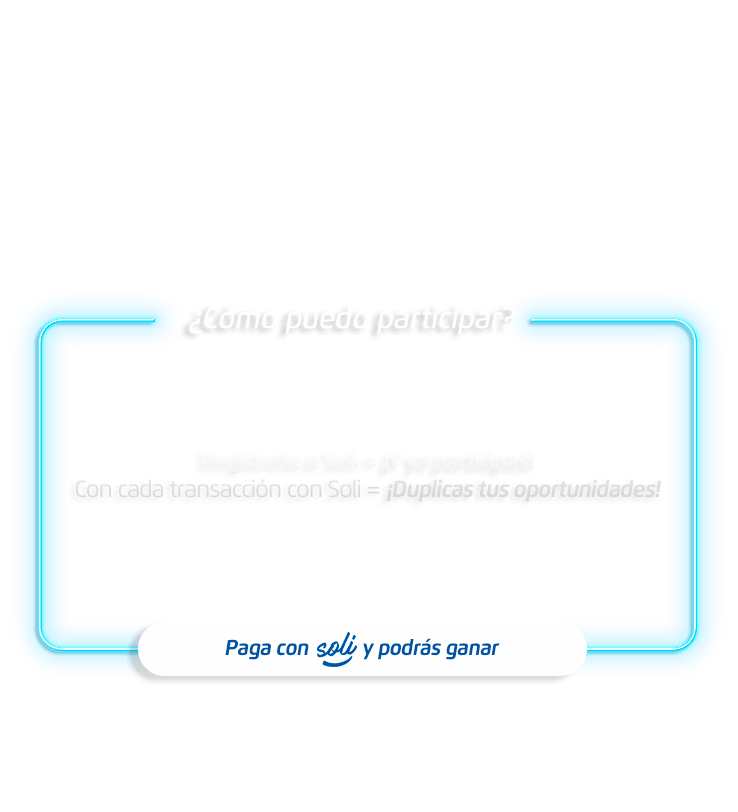 ¿Cómo puedo participar?
Regístrate a Soli = ¡Y ya participas!
Con cada transacción con Soli = ¡Duplicas tus oportunidades!
Paga con soli y podrás ganar